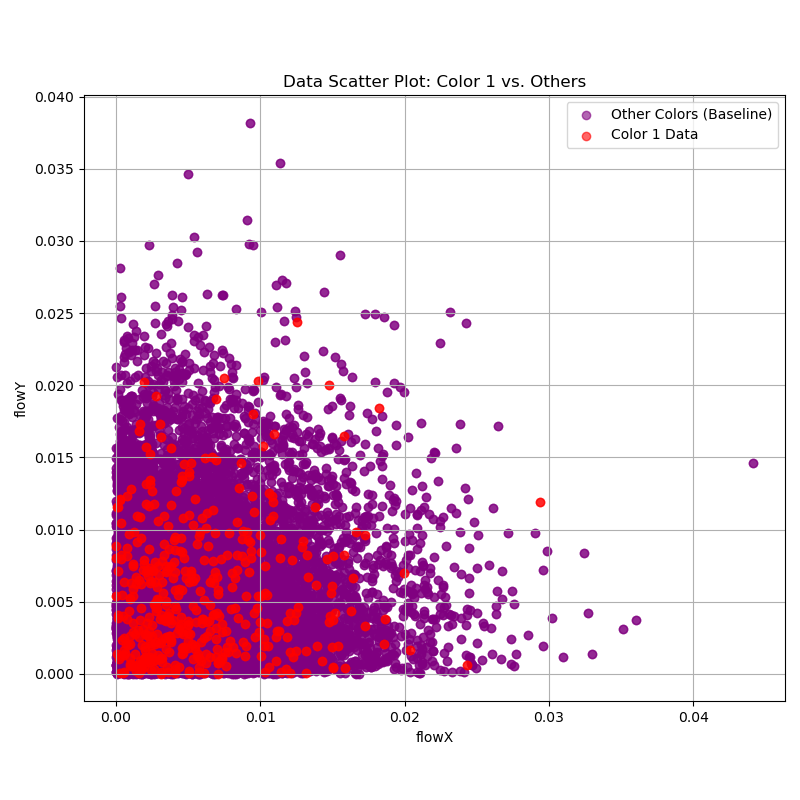 Data Scatter Plot: Color 1 vs. Others
Other Colors (Baseline)
Color 1 Data
0.040
0.035
0.030
0.025
0.020
0.015
0.010
0.005
0.000
flowY
0.00 0.01 0.02 0.03 0.04
flowX